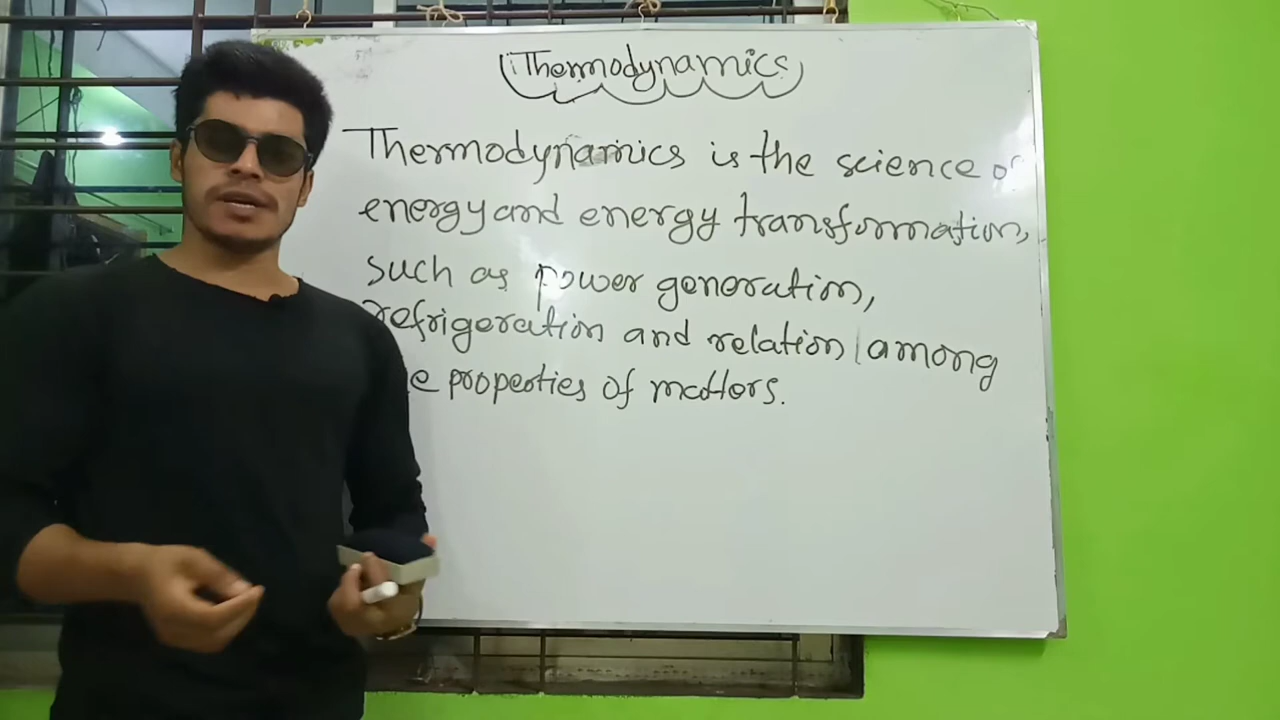 Thermodynamics
Thermodynamics is the science of
energy and energy transformation,
such as power generation,
refrigeration and relation among
properties of matters.